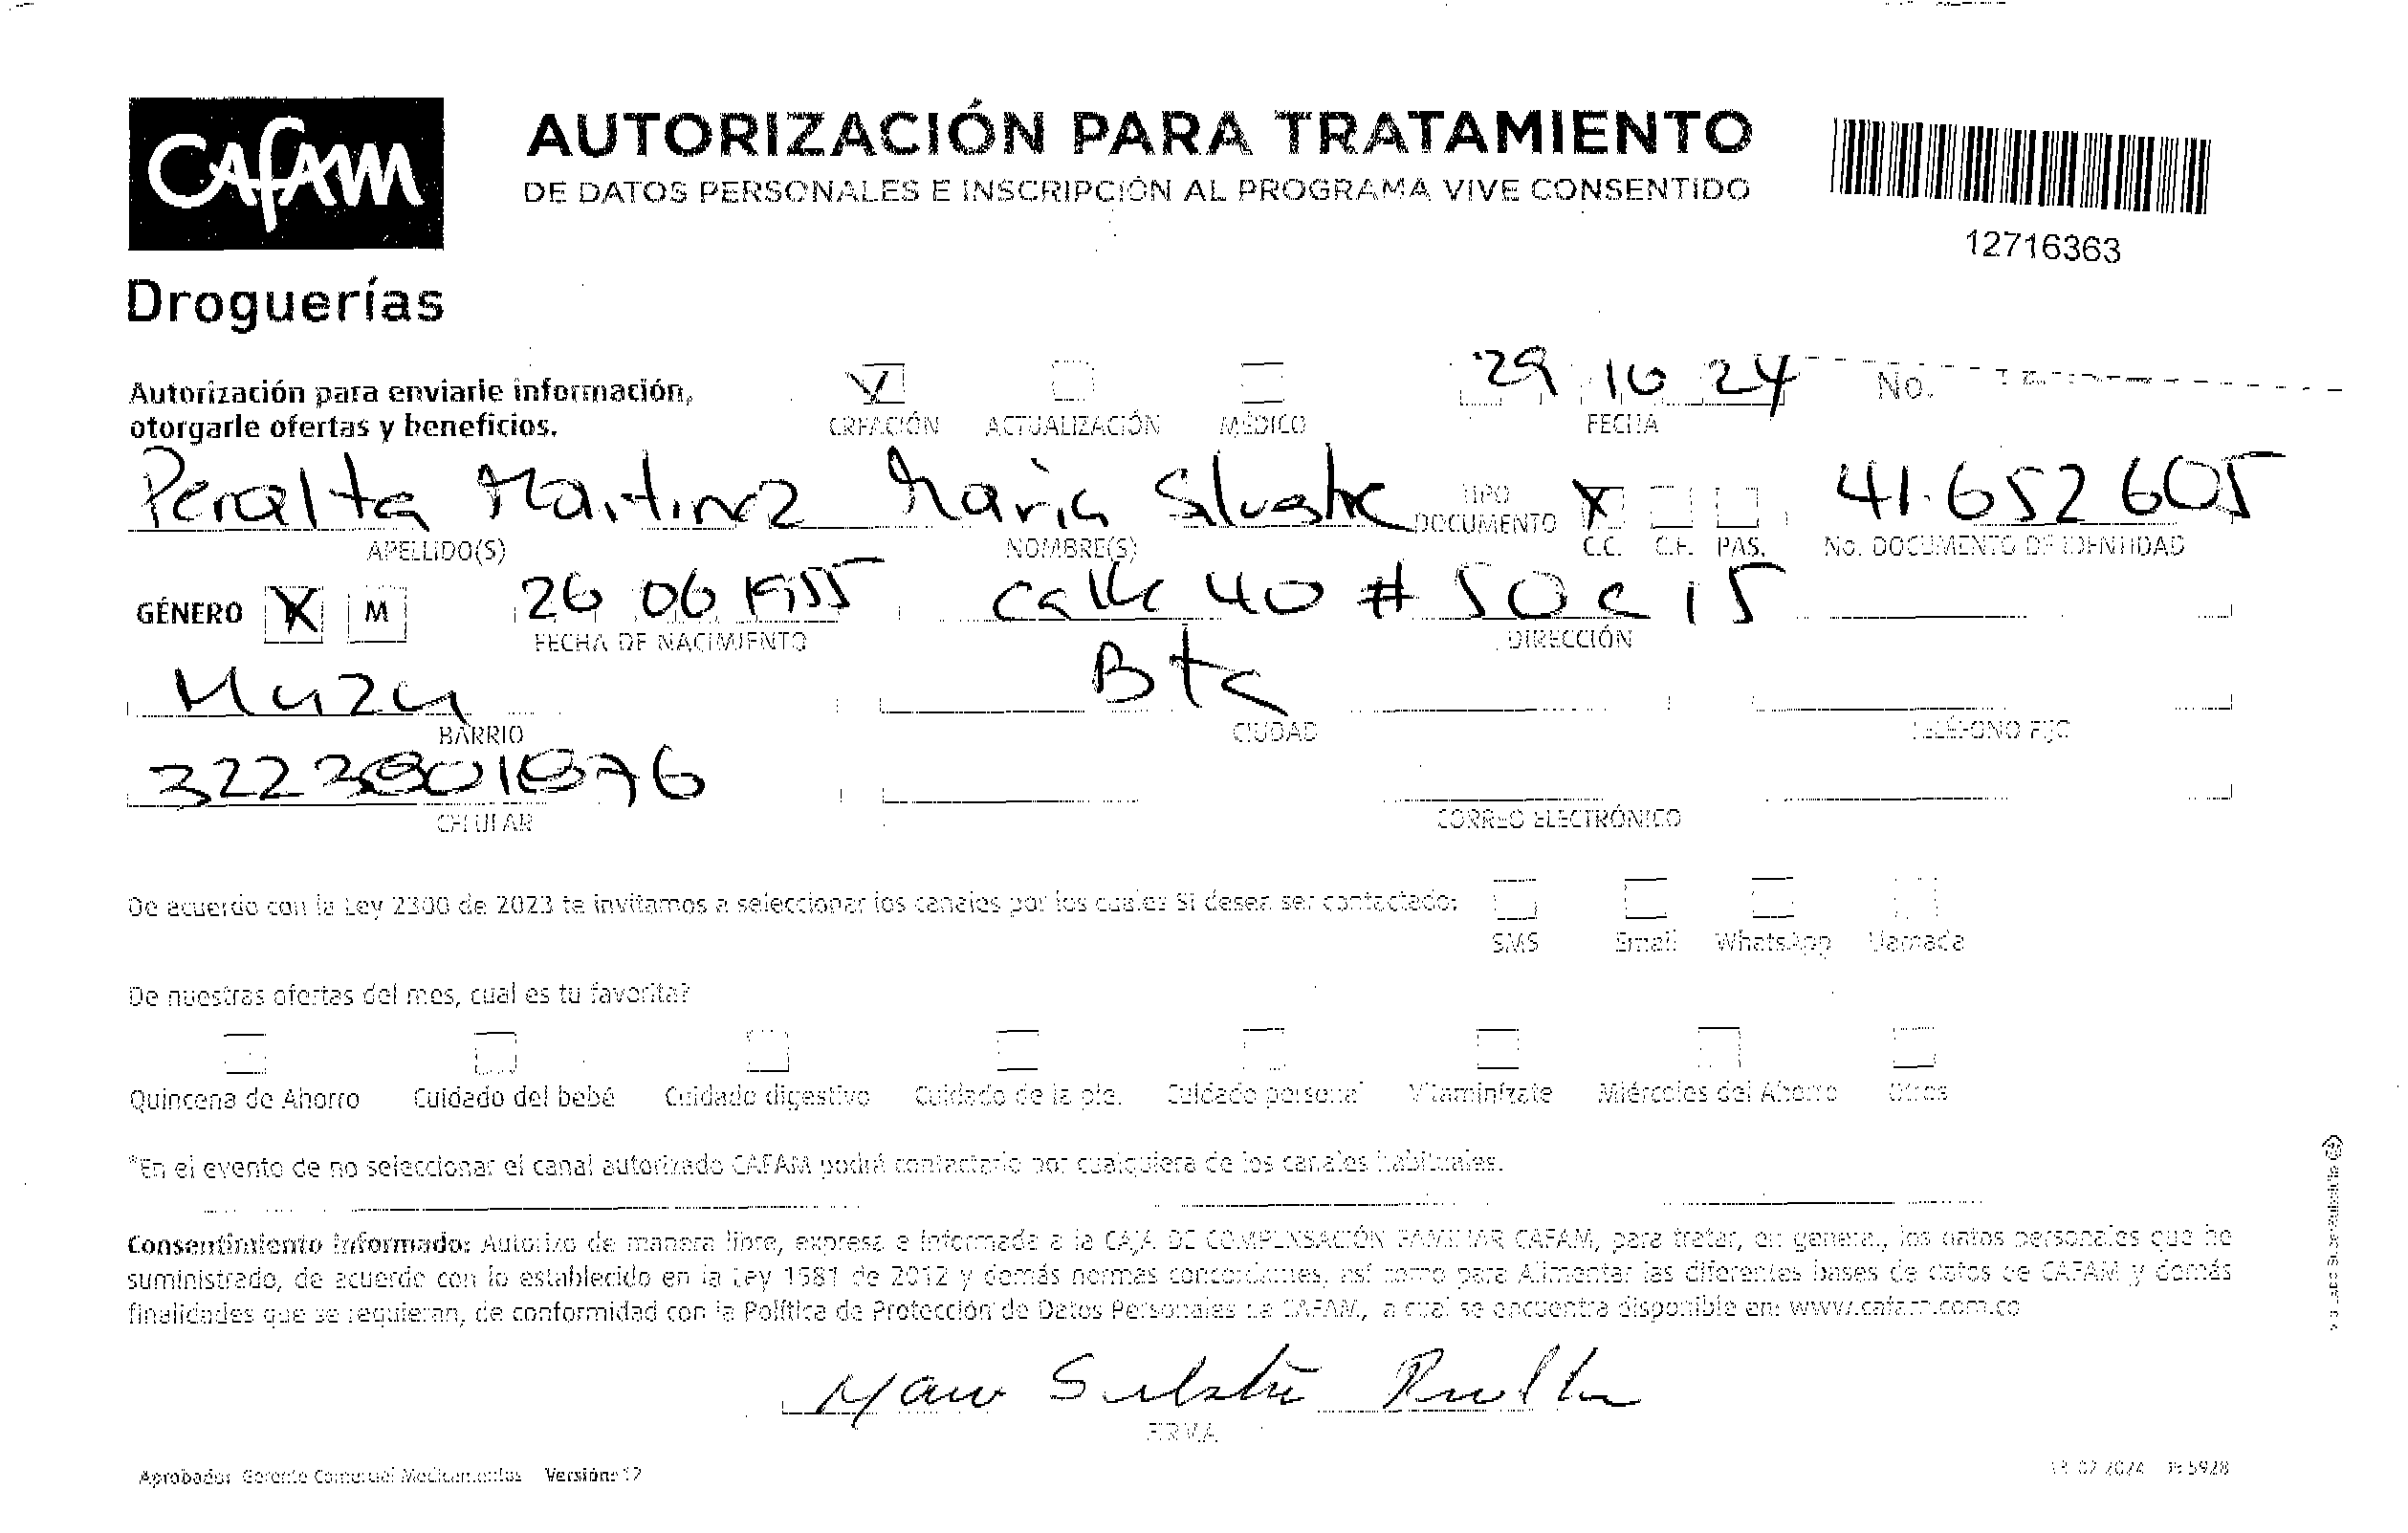 CAFAM
Droguerías
AUTORIZACIÓN PARA TRATAMIENTO
DE DATOS PERSONALES E INSCRIPCIÓN AL PROGRAMA VIVE CONSENTIDO
12716363
Autorización para enviarle información,
otorgarle ofertas y beneficios.
CREACIÓN ACTUALIZACIÓN MÉDICO
29 10 24 No.
FECHA
Peralta Martinez Maria TIPO DOCUMENTO X 41.652605
APELLIDO(S) NOMBRE(S) C.C. C.E. PAS. No. DOCUMENTO DE IDENTIDAD
GÉNERO X M 26 06 1955 Calle 40 # 50 a 15
FECHA DE NACIMIENTO DIRECCIÓN
Muzu Bta
BARRIO CIUDAD TELÉFONO FIJO
CELULAR CORREO ELECTRÓNICO
De acuerdo con la Ley 2300 de 2023 te invitamos a seleccionar los canales por los cuales Si desea ser contactado:
SMS Email WhatsApp Llamada
De nuestras ofertas del mes, cual es tu favorita?
Quincena de Ahorro Cuidado del bebé Cuidado digestivo Cuidado de la piel Cuidado personal Vitamínizate Miércoles del Ahorro Otros
*En el evento de no seleccionar el canal autorizado CAFAM podrá contactarlo por cualquiera de los canales habituales.
Consentimiento Informado: Autorizo de manera libre, expresa e informada a la CAJA DE COMPENSACIÓN FAMILIAR CAFAM, para tratar, en general, los datos personales que he
suministrado, de acuerdo con lo establecido en la Ley 1581 de 2012 y demás normas concordantes, así como para Alimentar las diferentes bases de datos de CAFAM y demás
finalidades que se requieran, de conformidad con la Política de Protección de Datos Personales de CAFAM, la cual se encuentra disponible en: www.cafam.com.co
FIRMA
Aprobador Gerente Comercial Medicamentos Versión: 12